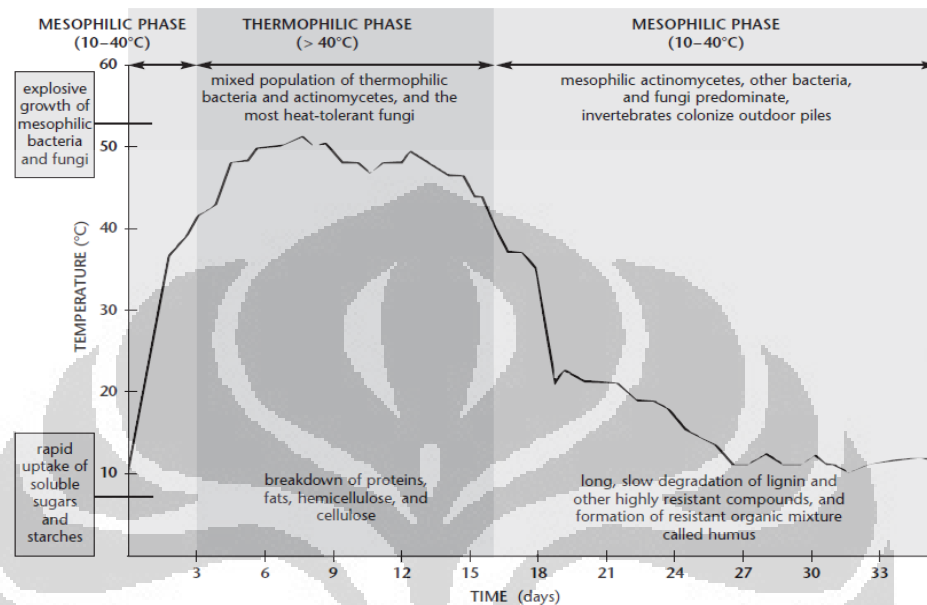 MESOPHILIC PHASE
(10–40°C)
THERMOPHILIC PHASE
(> 40°C)
MESOPHILIC PHASE
(10–40°C)
explosive
growth of
mesophilic
bacteria
and fungi
mixed population of thermophilic
bacteria and actinomycetes, and the
most heat-tolerant fungi
mesophilic actinomycetes, other bacteria,
and fungi predominate,
invertebrates colonize outdoor piles
60
50
40
30
20
10
TEMPERATURE (°C)
rapid
uptake of
soluble
sugars
and
starches
breakdown of proteins,
fats, hemicellulose, and
cellulose
long, slow degradation of lignin and
other highly resistant compounds, and
formation of resistant organic mixture
called humus
3 6 9 12 15 18 21 24 27 30 33
TIME (days)